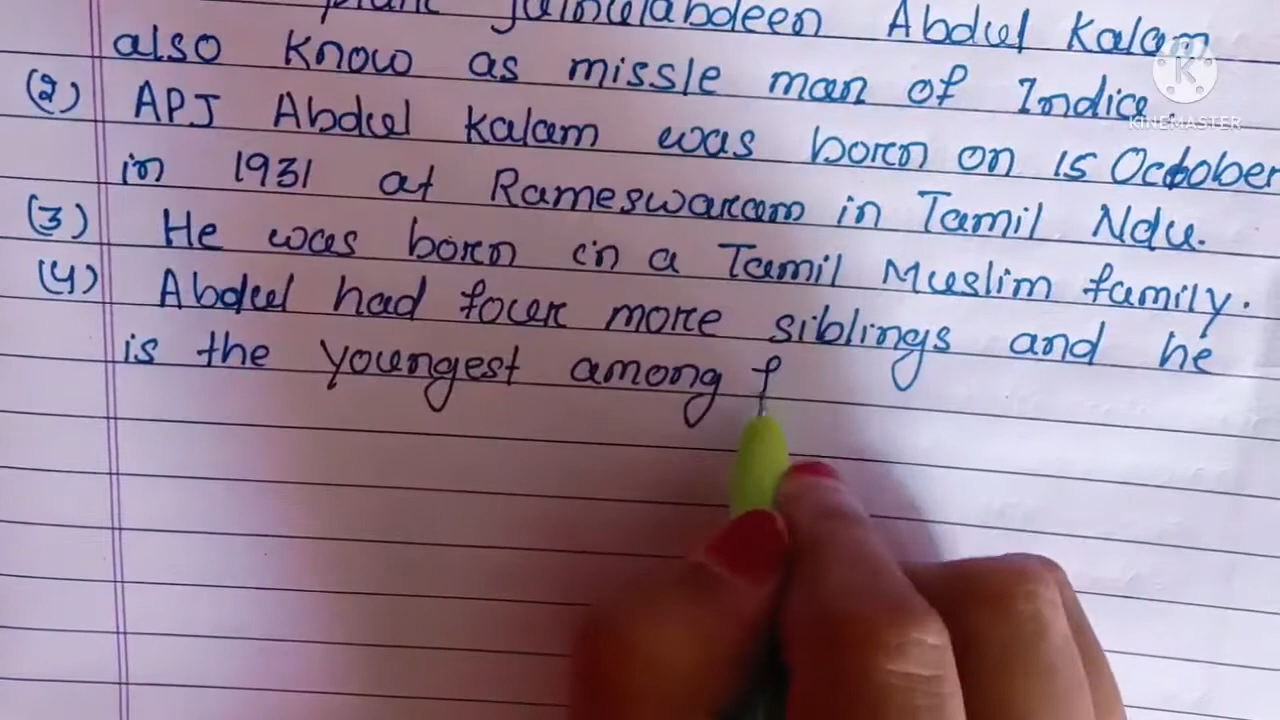 Abdul Kalam
also know as missle man of India.
(2) APJ Abdul Kalam was born on 15 October
in 1931 at Rameswaram in Tamil Ndu.
(3) He was born in a Tamil Muslim family.
(4) Abdul had four more siblings and he
is the youngest among f
K
KINEMASTER